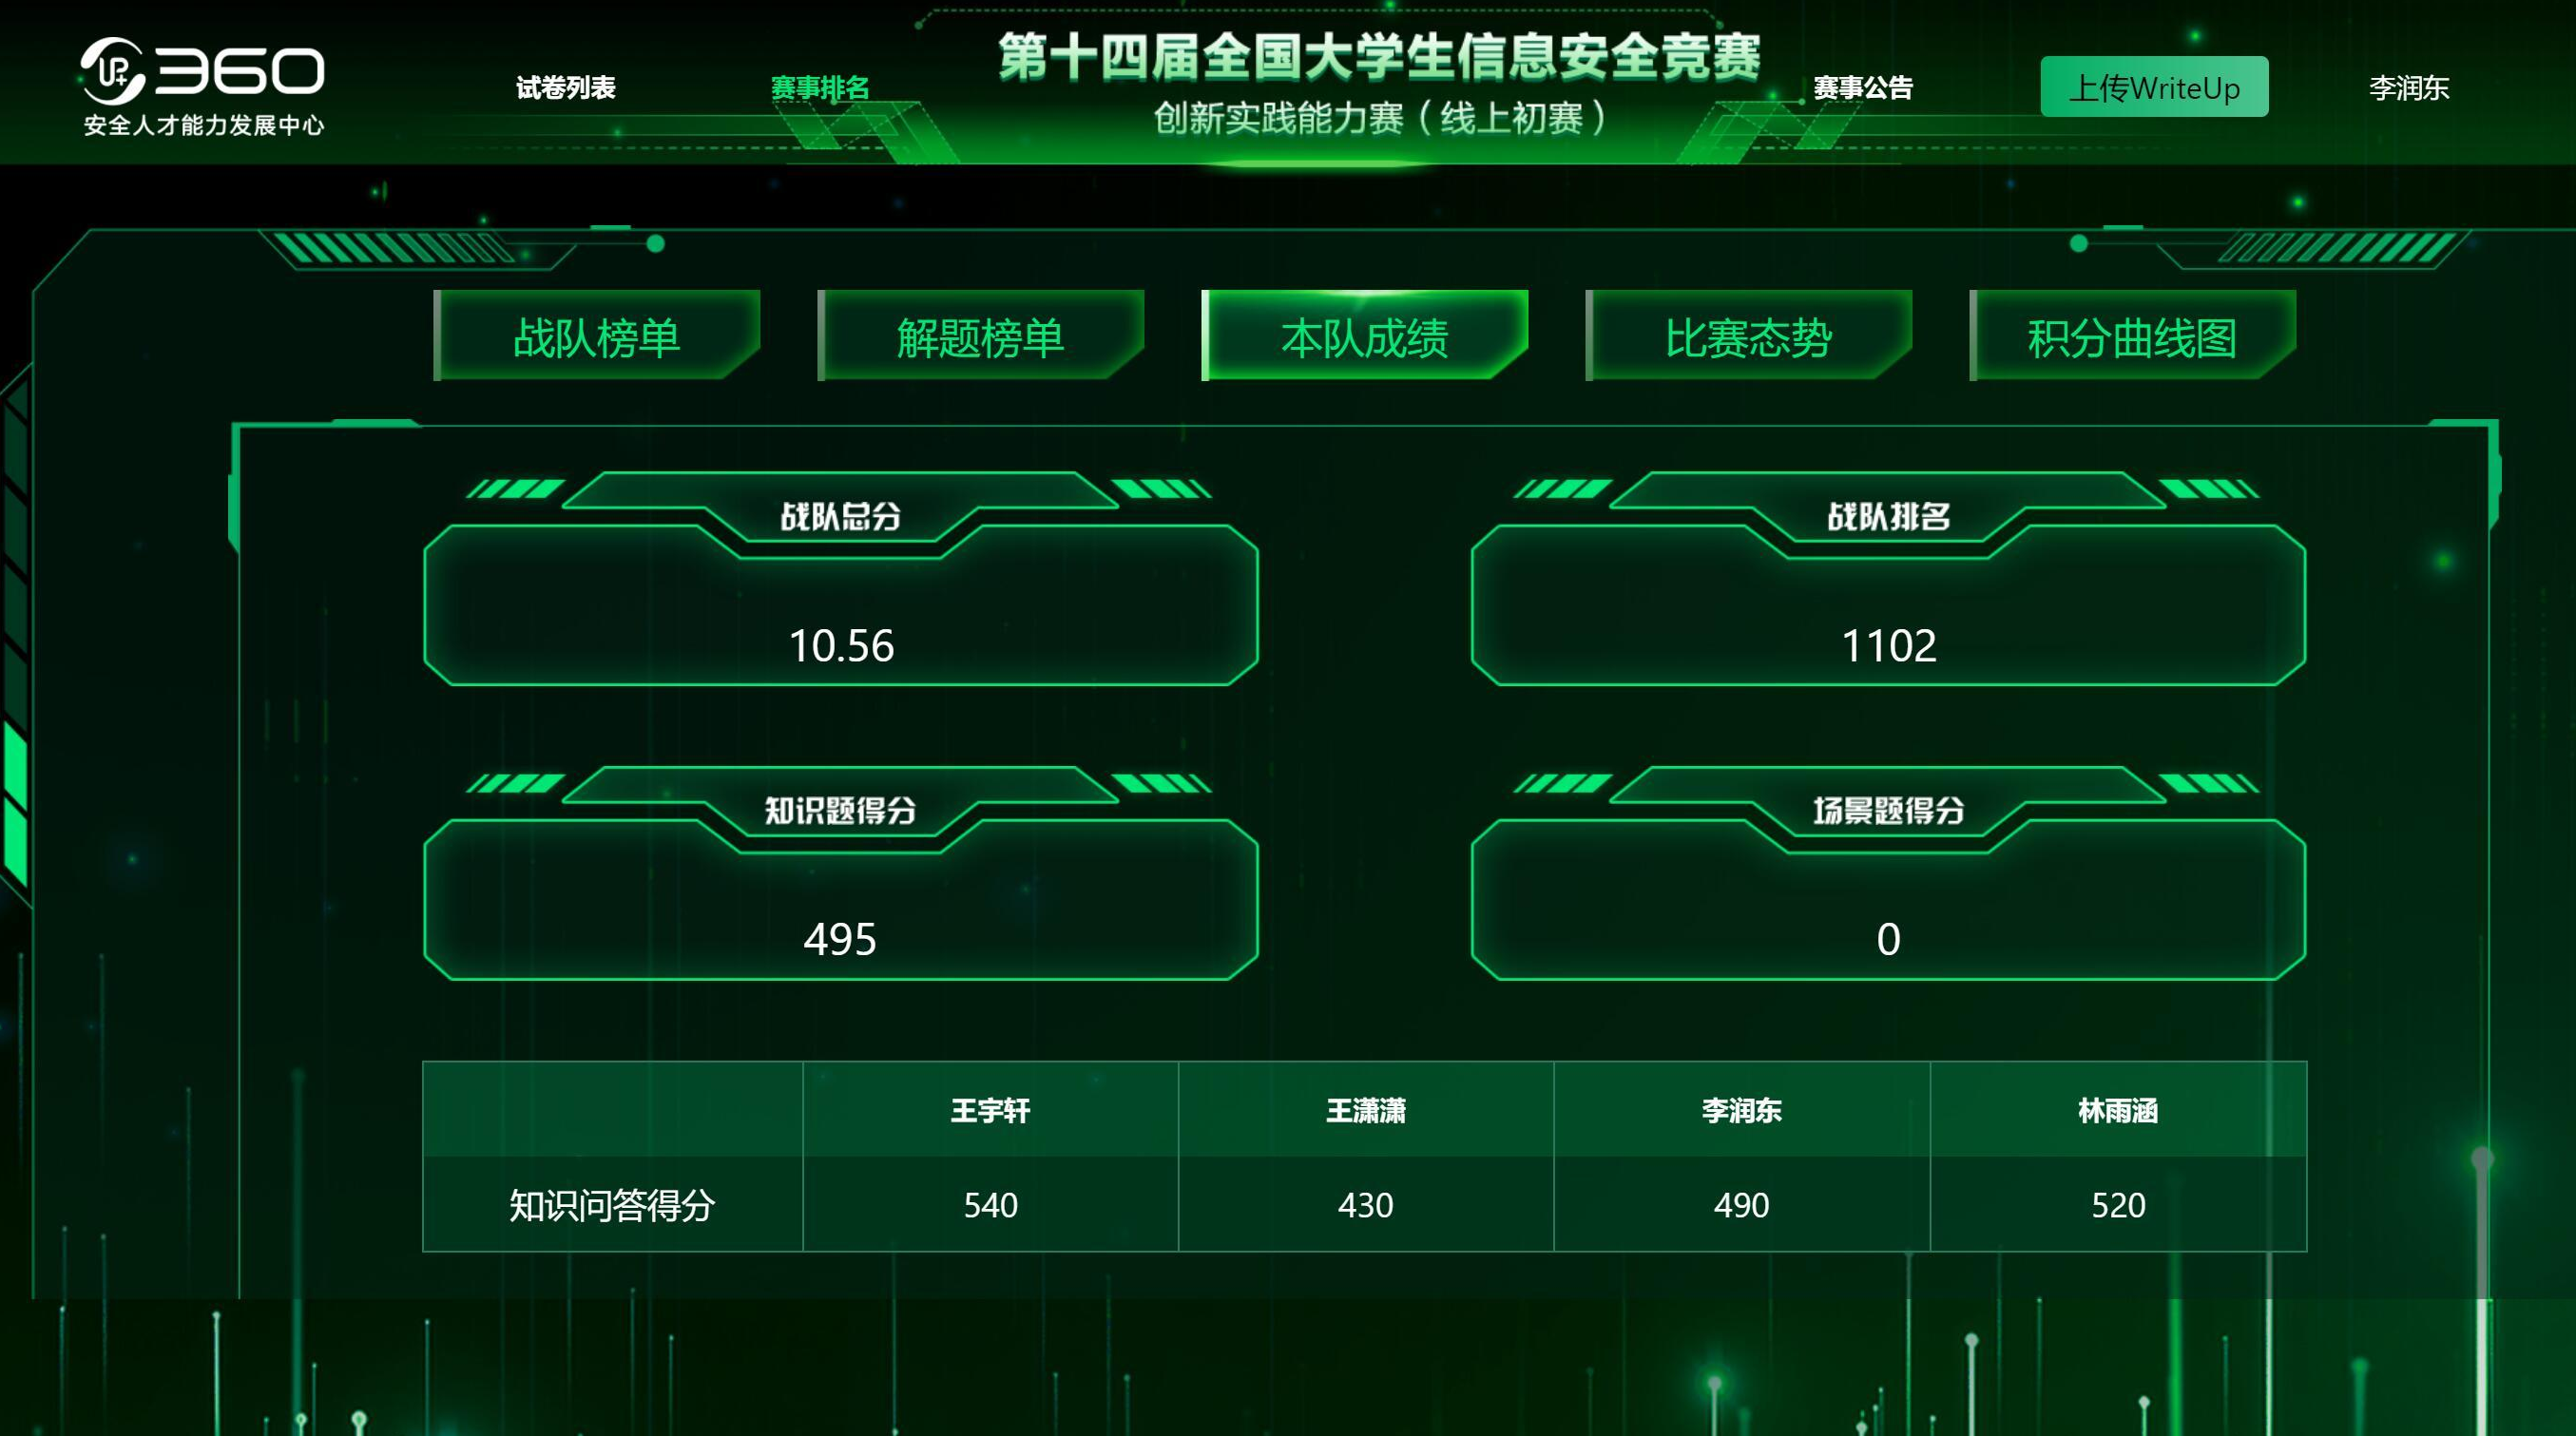 360
安全人才能力发展中心
试卷列表
赛事排名
第十四届全国大学生信息安全竞赛
创新实践能力赛（线上初赛）
赛事公告
上传WriteUp
李润东
战队榜单
解题榜单
本队成绩
比赛态势
积分曲线图
战队总分
10.56
战队排名
1102
知识题得分
495
场景题得分
0
王宇轩 王潇潇 李润东 林雨涵
知识问答得分 540 430 490 520